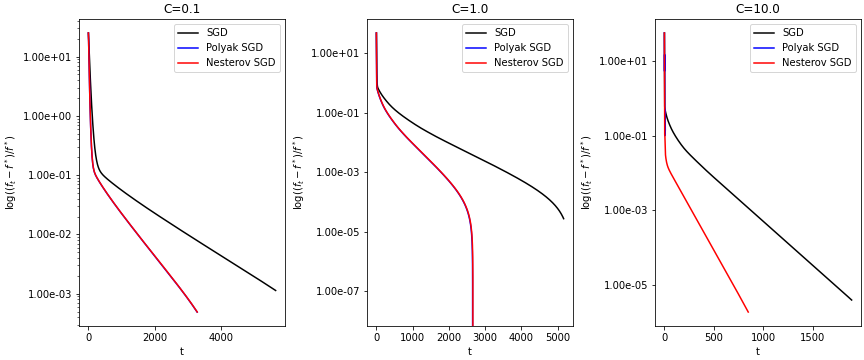 C=0.1
SGD
Polyak SGD
Nesterov SGD
1.00e+01
1.00e+00
1.00e-01
1.00e-02
1.00e-03
log((f_t − f^*)/f^*)
0 2000 4000
t
C=1.0
SGD
Polyak SGD
Nesterov SGD
1.00e+01
1.00e-01
1.00e-03
1.00e-05
1.00e-07
log((f_t − f^*)/f^*)
0 1000 2000 3000 4000 5000
t
C=10.0
SGD
Polyak SGD
Nesterov SGD
1.00e+01
1.00e-01
1.00e-03
1.00e-05
log((f_t − f^*)/f^*)
0 500 1000 1500
t